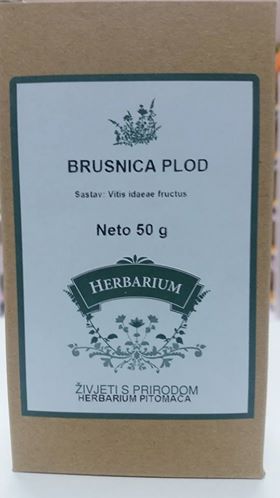 BRUSNICA PLOD
Sastav: Vitis idaeae fructus
Neto 50 g
HERBARIUM
ŽIVJETI S PRIRODOM
HERBARIUM PITOMAČA